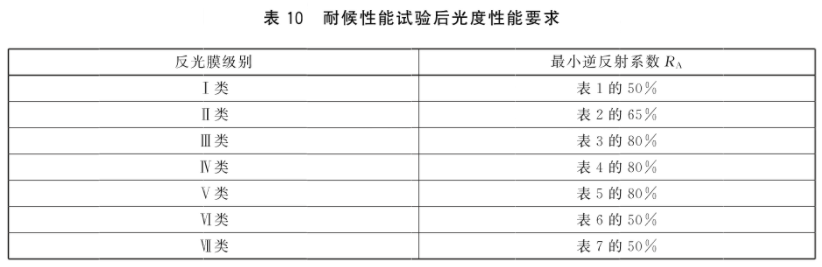 表 10 耐候性能试验后光度性能要求
反光膜级别 最小逆反射系数 RA
Ⅰ类 表 1 的 50%
Ⅱ类 表 2 的 65%
Ⅲ类 表 3 的 80%
Ⅳ类 表 4 的 80%
Ⅴ类 表 5 的 80%
Ⅵ类 表 6 的 50%
Ⅶ类 表 7 的 50%